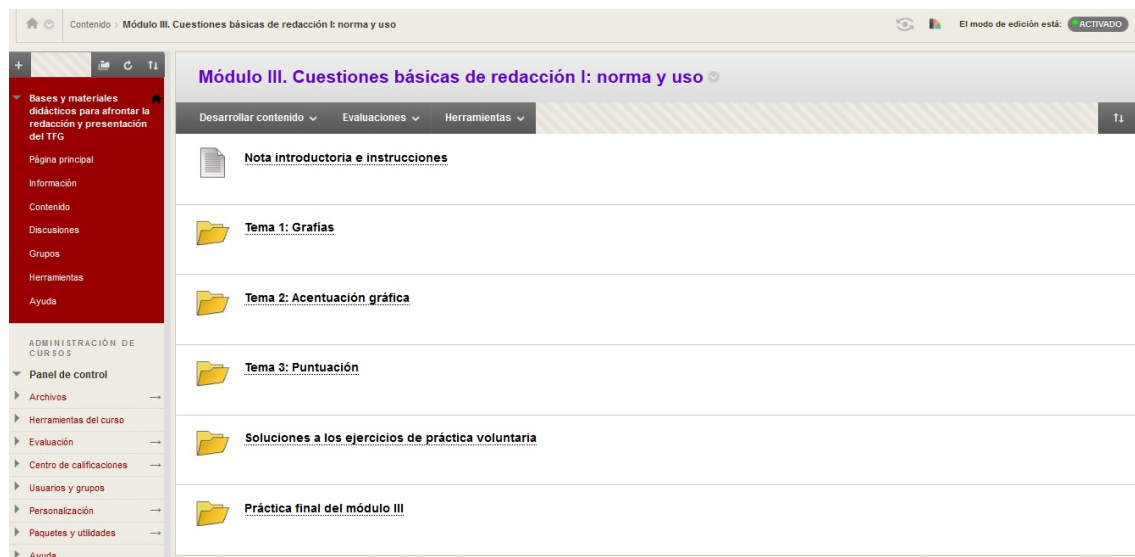 Contenido > Módulo III. Cuestiones básicas de redacción I: norma y uso
El modo de edición está: ACTIVADO
Bases y materiales
didácticos para afrontar la
redacción y presentación
del TFG
Página principal
Información
Contenido
Discusiones
Grupos
Herramientas
Ayuda
ADMINISTRACIÓN DE
CURSOS
Panel de control
Archivos
Herramientas del curso
Evaluación
Centro de calificaciones
Usuarios y grupos
Personalización
Paquetes y utilidades
Ayuda
Módulo III. Cuestiones básicas de redacción I: norma y uso
Desarrollar contenido Evaluaciones Herramientas
Nota introductoria e instrucciones
Tema 1: Grafías
Tema 2: Acentuación gráfica
Tema 3: Puntuación
Soluciones a los ejercicios de práctica voluntaria
Práctica final del módulo III